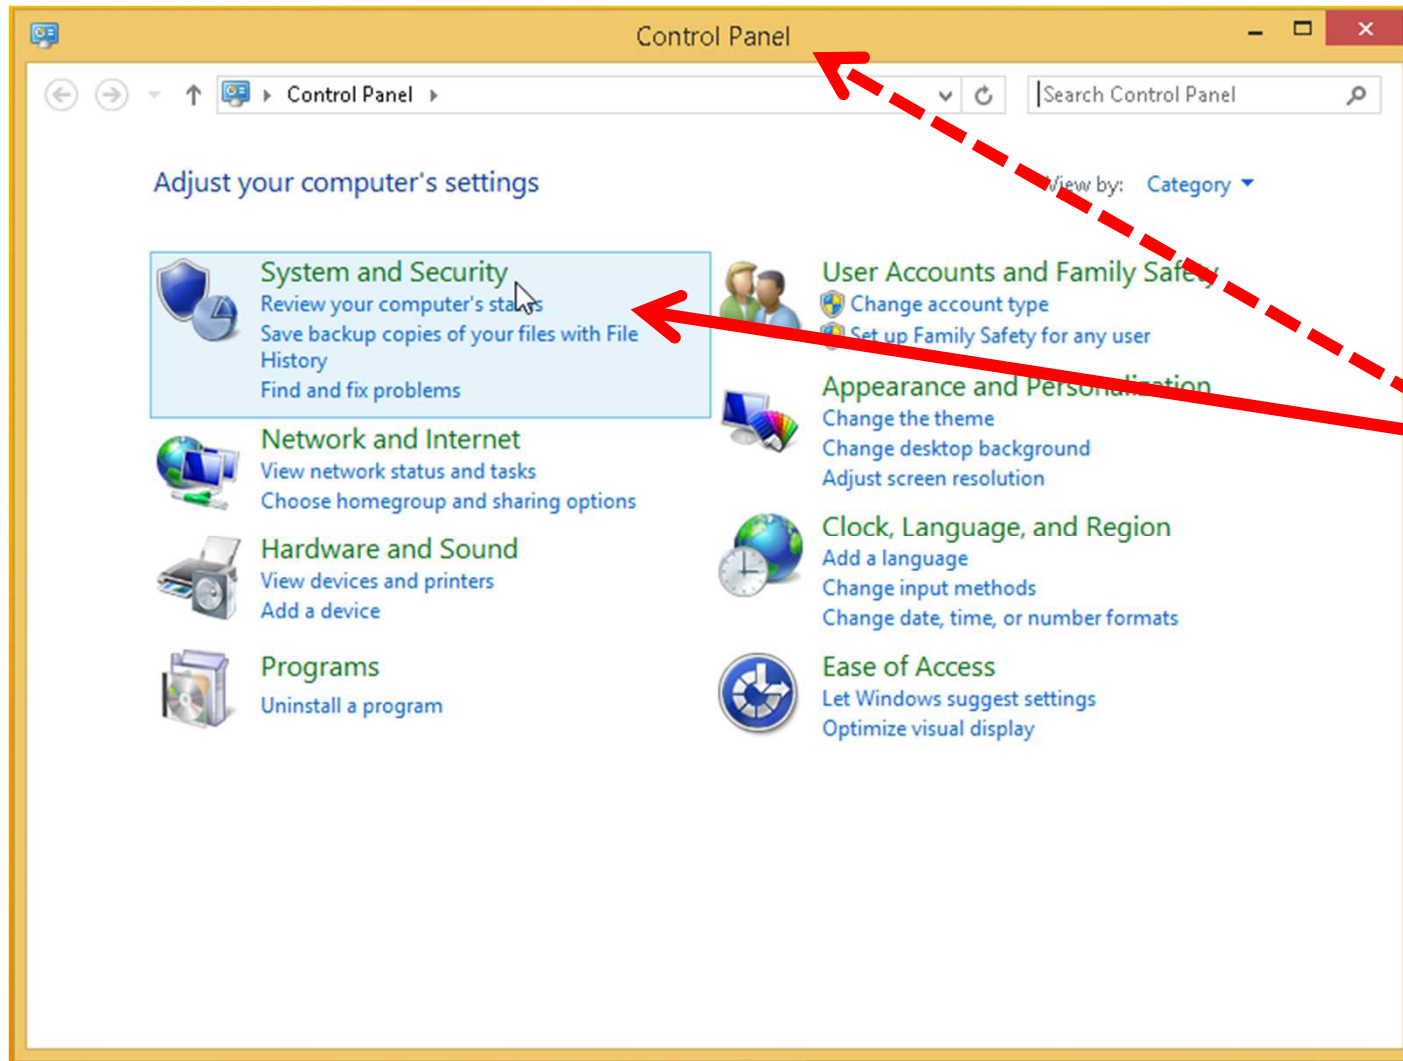 Control Panel
Control Panel
Search Control Panel
Adjust your computer's settings
View by: Category
System and Security
Review your computer's status
Save backup copies of your files with File
History
Find and fix problems
Network and Internet
View network status and tasks
Choose homegroup and sharing options
Hardware and Sound
View devices and printers
Add a device
Programs
Uninstall a program
User Accounts and Family Safety
Change account type
Set up Family Safety for any user
Appearance and Personalization
Change the theme
Change desktop background
Adjust screen resolution
Clock, Language, and Region
Add a language
Change input methods
Change date, time, or number formats
Ease of Access
Let Windows suggest settings
Optimize visual display